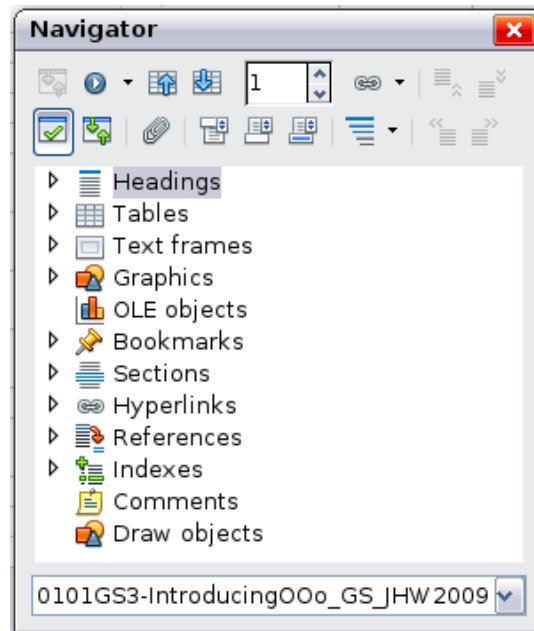 Navigator
1
Headings
Tables
Text frames
Graphics
OLE objects
Bookmarks
Sections
Hyperlinks
References
Indexes
Comments
Draw objects
0101GS3-IntroducingOOo_GS_JHW2009